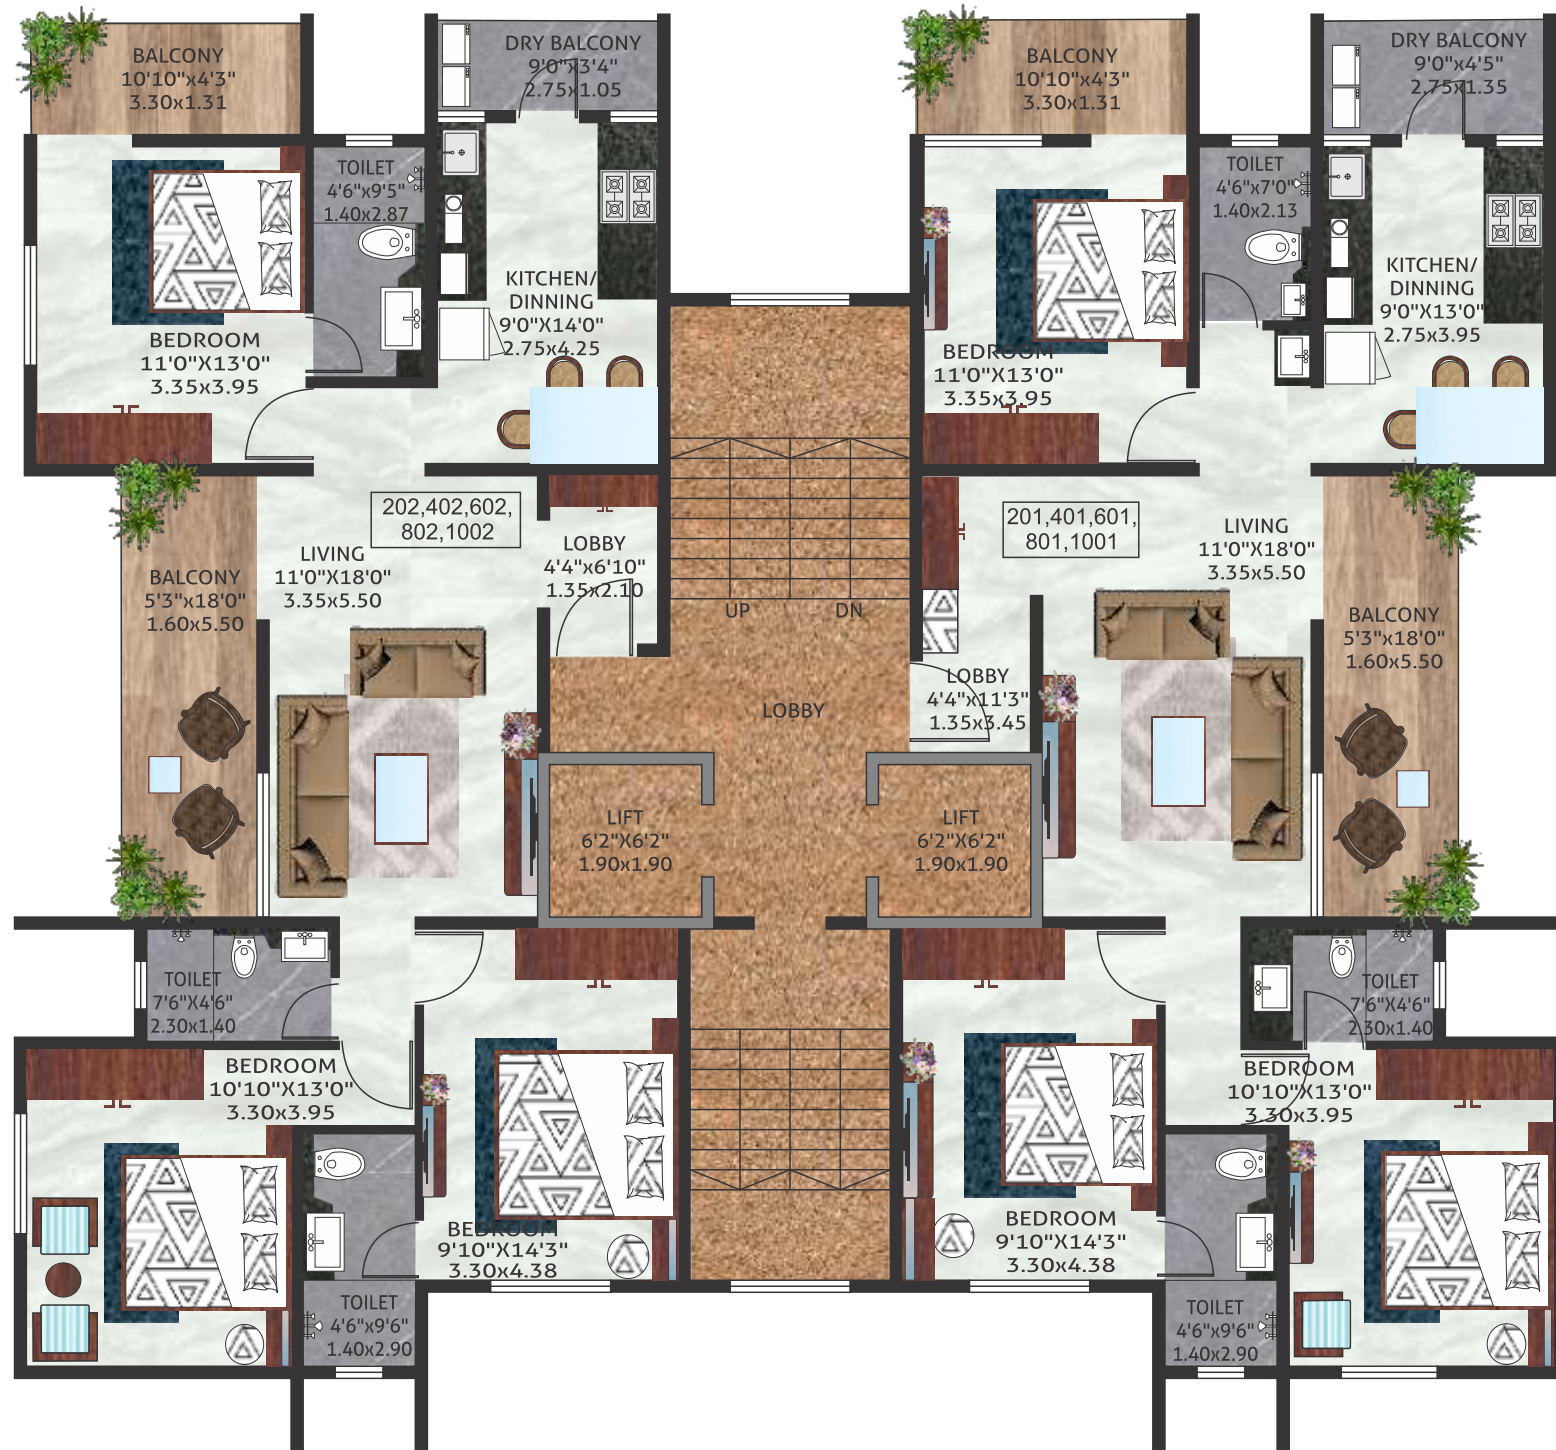 BALCONY
10'10"x4'3"
3.30x1.31
DRY BALCONY
9'0"x3'4"
2.75x1.05
BALCONY
10'10"x4'3"
3.30x1.31
DRY BALCONY
9'0"x4'5"
2.75x1.35
TOILET
4'6"x9'5"
1.40x2.87
TOILET
4'6"x7'0"
1.40x2.13
KITCHEN/
DINNING
9'0"X14'0"
2.75x4.25
KITCHEN/
DINNING
9'0"X13'0"
2.75x3.95
BEDROOM
11'0"X13'0"
3.35x3.95
BEDROOM
11'0"X13'0"
3.35x3.95
202,402,602,
802,1002
201,401,601,
801,1001
LIVING
11'0"X18'0"
3.35x5.50
LOBBY
4'4"x6'10"
1.35x2.10
LIVING
11'0"X18'0"
3.35x5.50
BALCONY
5'3"x18'0"
1.60x5.50
UP
DN
BALCONY
5'3"x18'0"
1.60x5.50
LOBBY
LOBBY
4'4"x11'3"
1.35x3.45
LIFT
6'2"X6'2"
1.90x1.90
LIFT
6'2"X6'2"
1.90x1.90
TOILET
7'6"X4'6"
2.30x1.40
TOILET
7'6"X4'6"
2.30x1.40
BEDROOM
10'10"X13'0"
3.30x3.95
BEDROOM
10'10"X13'0"
3.30x3.95
BEDROOM
9'10"X14'3"
3.30x4.38
BEDROOM
9'10"X14'3"
3.30x4.38
TOILET
4'6"x9'6"
1.40x2.90
TOILET
4'6"x9'6"
1.40x2.90